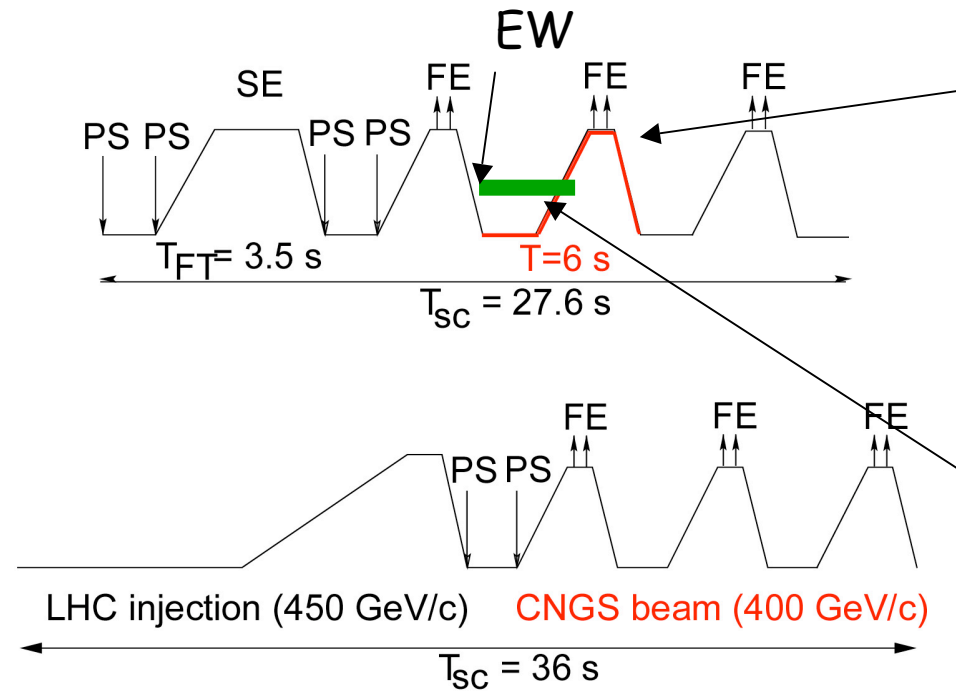 EW
SE FE FE FE
PS PS PS PS
T_FT= 3.5 s T=6 s
T_sc = 27.6 s
FE FE FE
PS PS
LHC injection (450 GeV/c) CNGS beam (400 GeV/c)
T_sc = 36 s